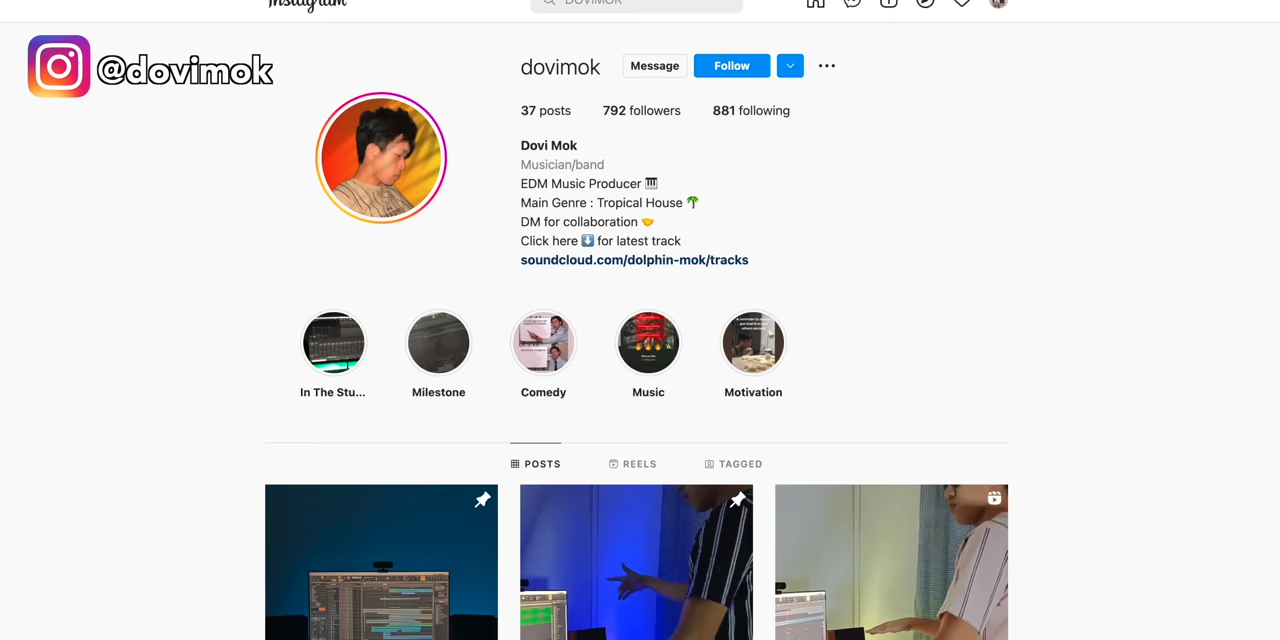 Instagram
DOVIMOK
@dovimok
dovimok
Message
Follow
37 posts
792 followers
881 following
Dovi Mok
Musician/band
EDM Music Producer 🎹
Main Genre : Tropical House 🌴
DM for collaboration 🤝
Click here ⬇️ for latest track
soundcloud.com/dolphin-mok/tracks
In The Stu...
Milestone
Comedy
Music
Motivation
POSTS
REELS
TAGGED